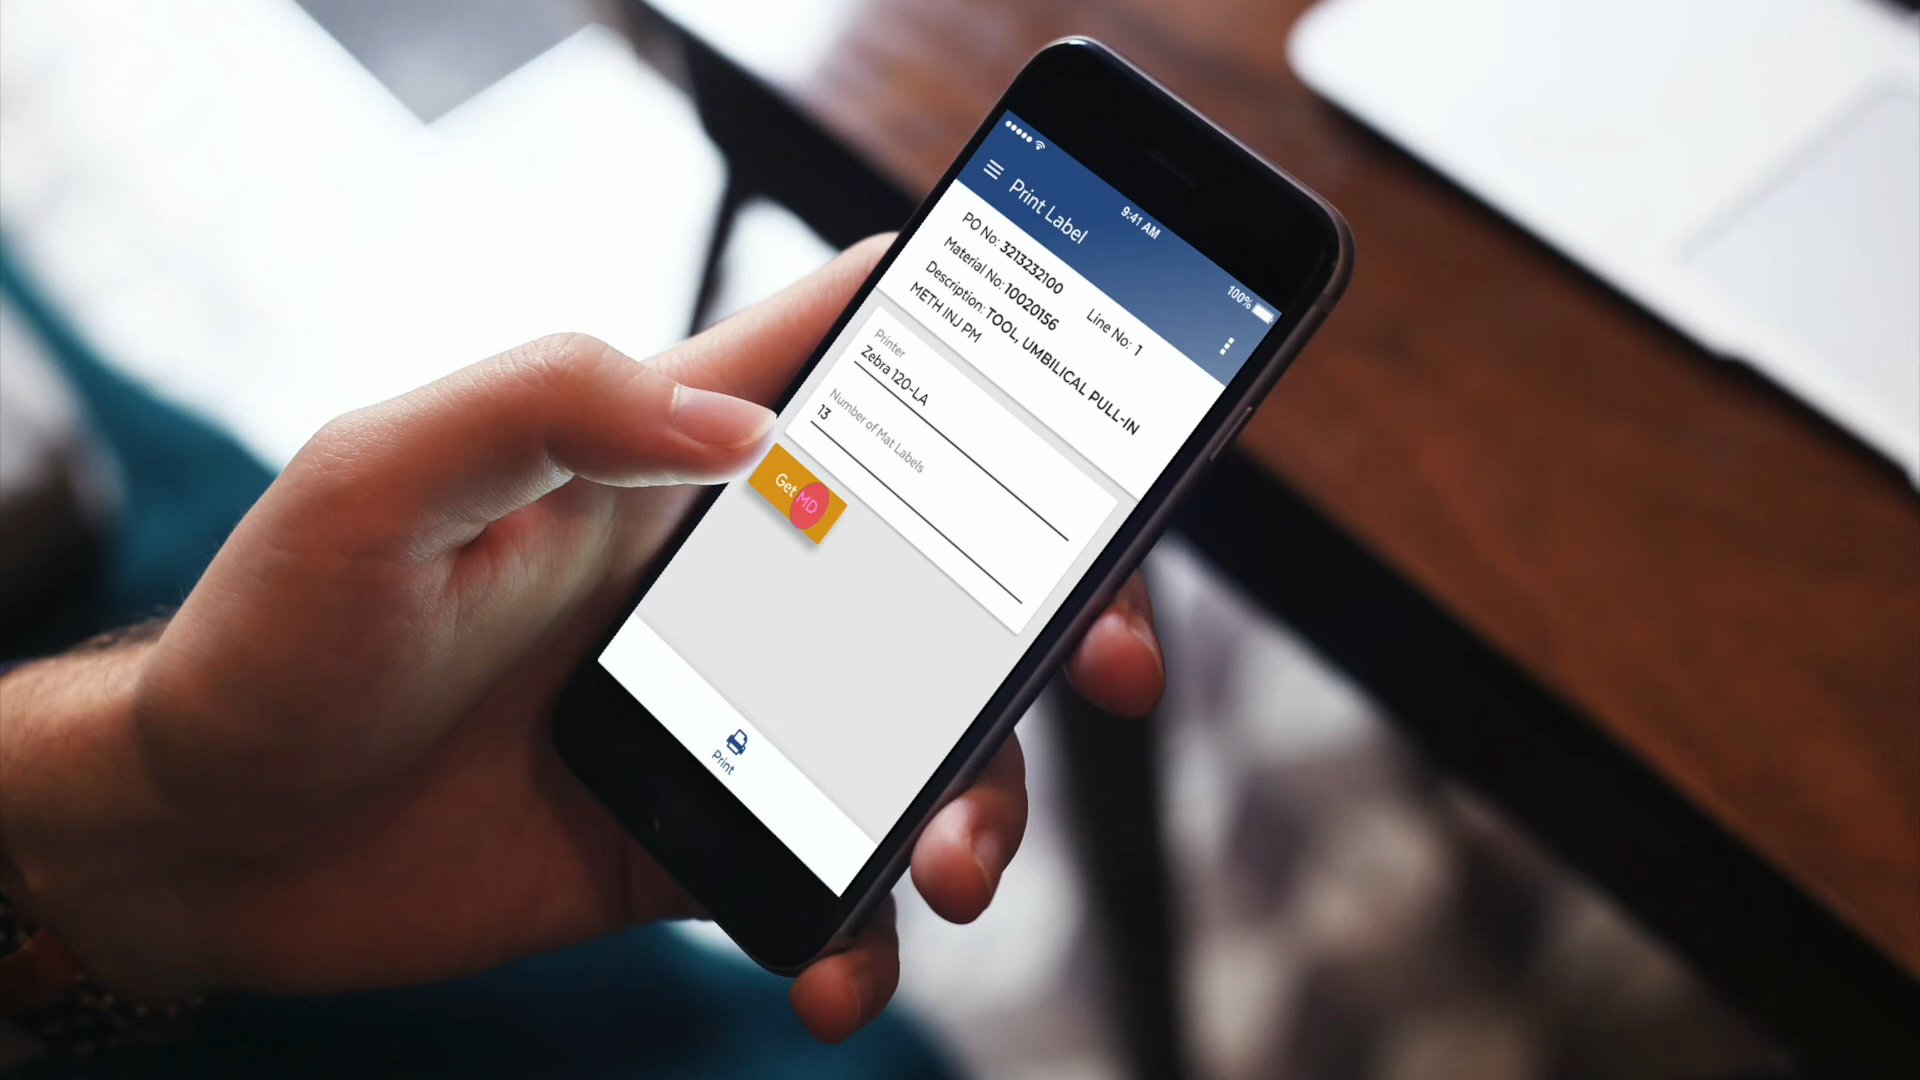 9:41 AM
100%
Print Label
PO No: 3213232100
Line No: 1
Material No: 10020156
Description: TOOL, UMBILICAL PULL-IN
METH INJ PM
Printer
Zebra 120-LA
Number of Mat Labels
13
Get MD
Print